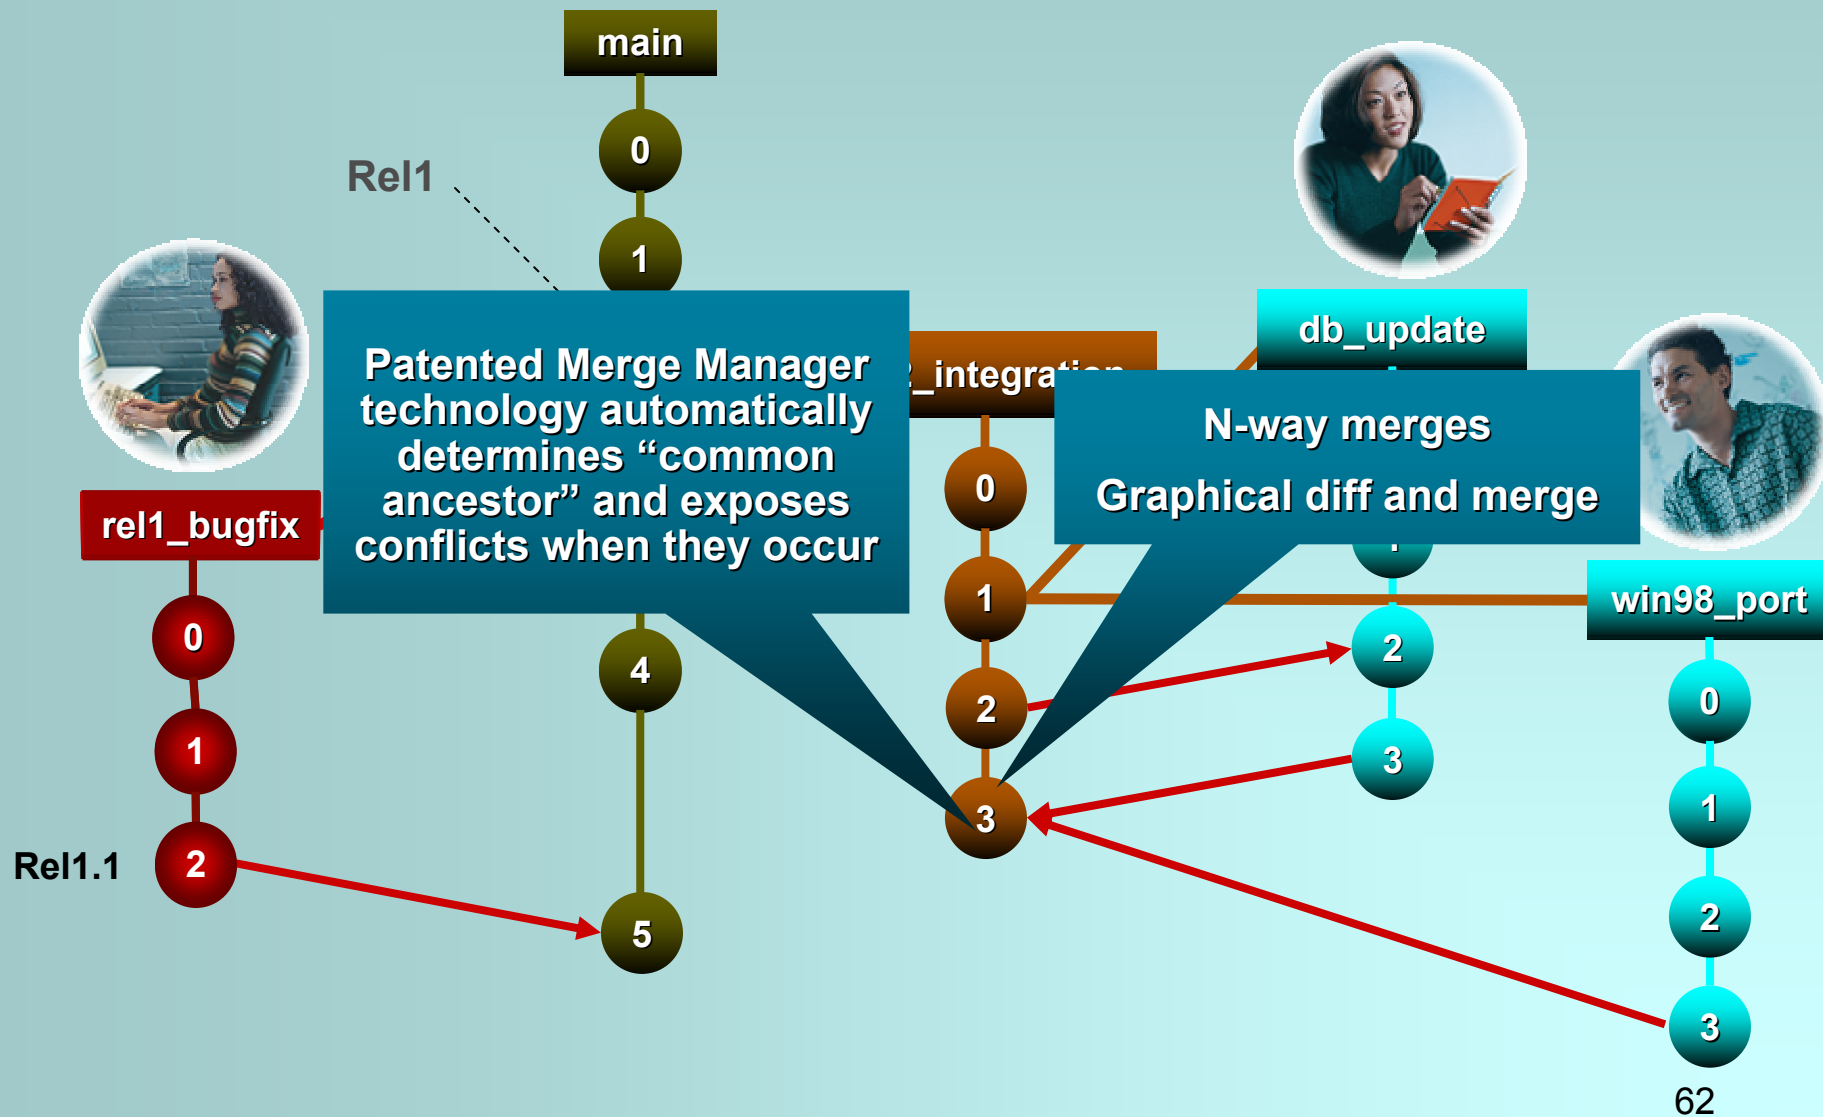 main
0
Rel1
1
db_update
Patented Merge Manager
technology automatically
determines “common
ancestor” and exposes
conflicts when they occur
2_integration
N-way merges
Graphical diff and merge
0
rel1_bugfix
1
win98_port
0
4
2
2
0
1
3
3
1
Rel1.1
2
5
2
3
62